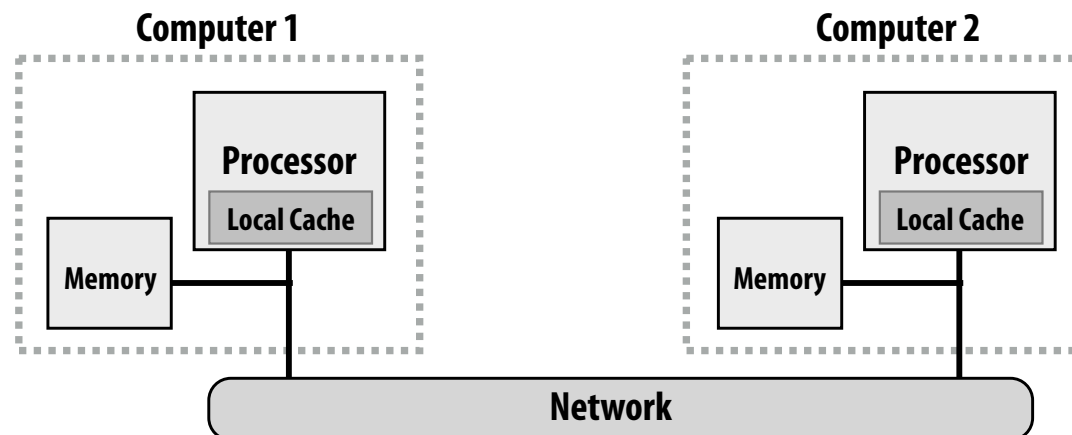 Computer 1
Computer 2
Processor
Local Cache
Memory
Processor
Local Cache
Memory
Network